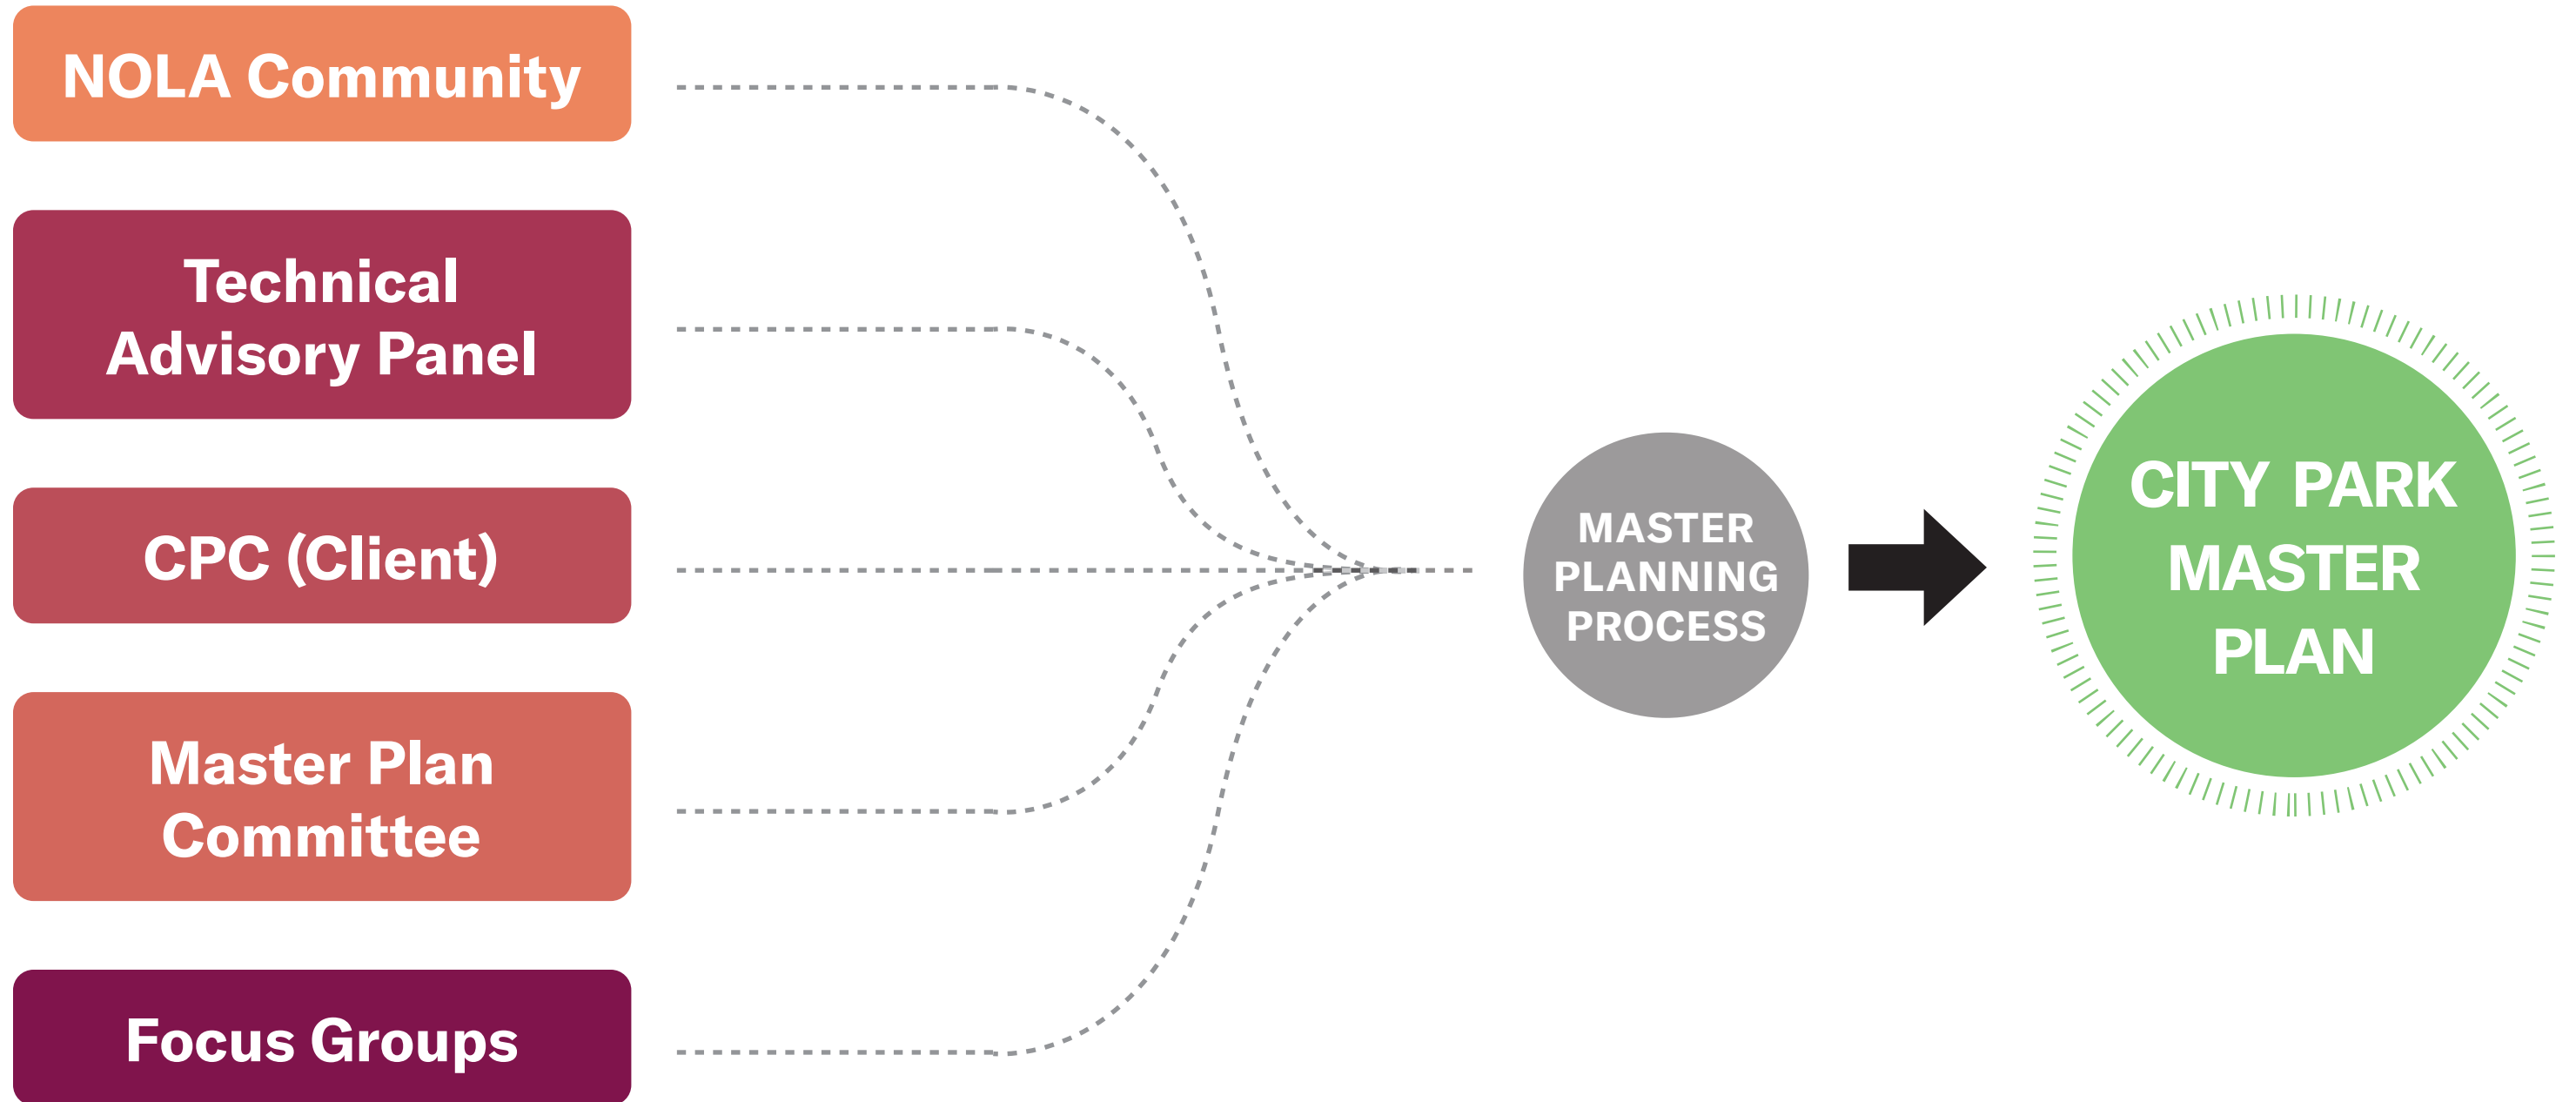 NOLA Community
Technical
Advisory Panel
CPC (Client)
Master Plan
Committee
Focus Groups
MASTER
PLANNING
PROCESS
CITY PARK
MASTER
PLAN